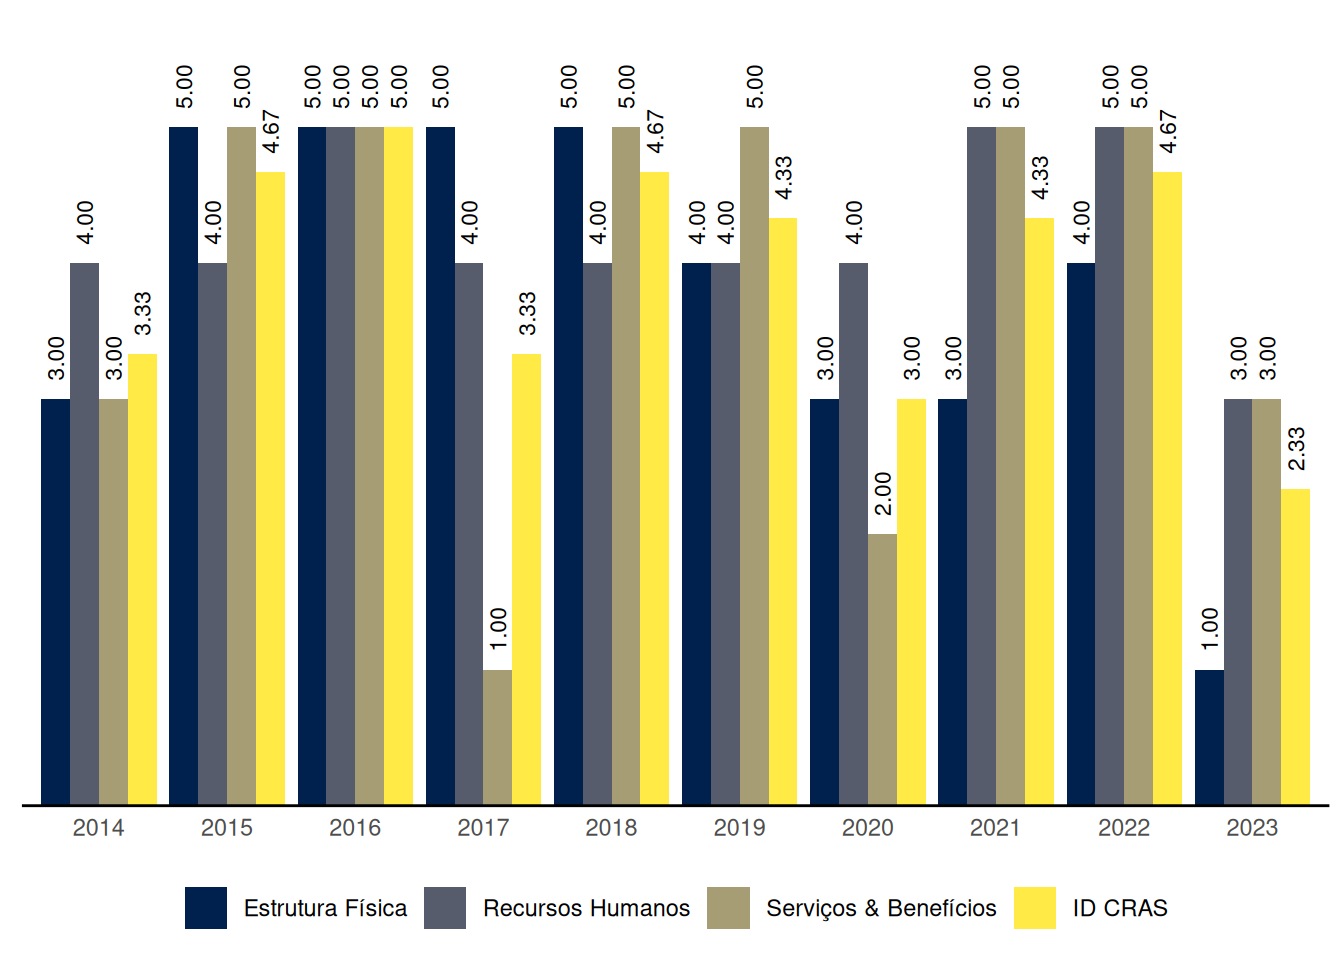 5.00 5.00 5.00 5.00 5.00 5.00 5.00 5.00 5.00 5.00 5.00 5.00 5.00 5.00
4.67 4.67 4.67
4.33 4.33
4.00 4.00 4.00 4.00 4.00 4.00 4.00 4.00
3.33 3.33
3.00 3.00 3.00 3.00 3.00 3.00 3.00
2.33
2.00
1.00 1.00
2014 2015 2016 2017 2018 2019 2020 2021 2022 2023
Estrutura Física Recursos Humanos Serviços & Benefícios ID CRAS